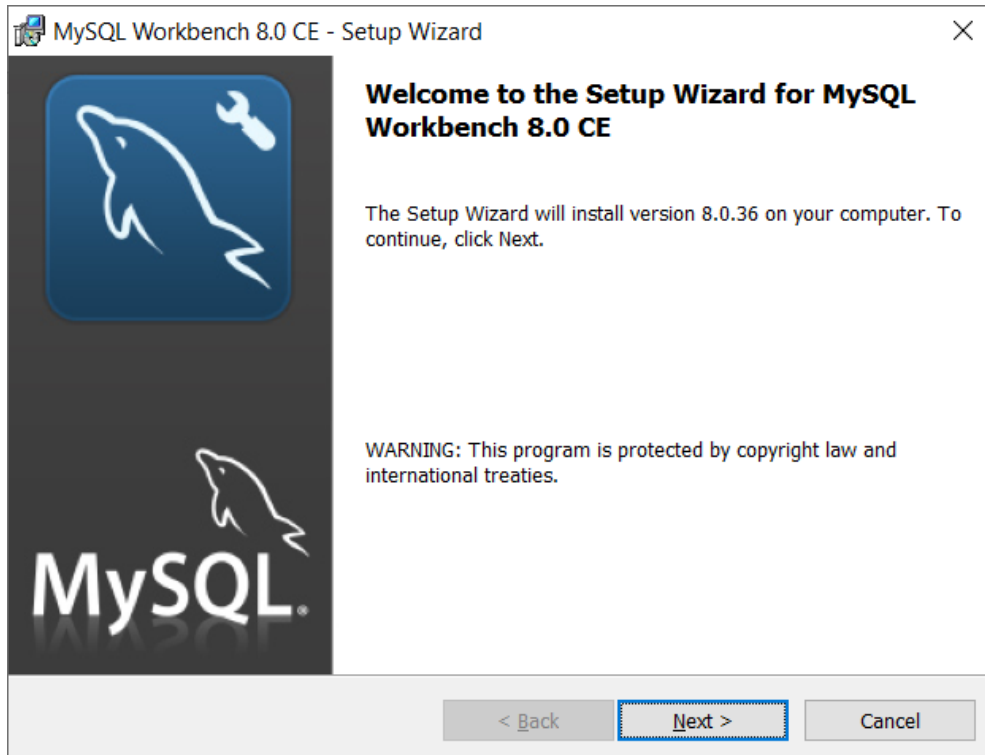 MySQL Workbench 8.0 CE - Setup Wizard
Welcome to the Setup Wizard for MySQL
Workbench 8.0 CE
The Setup Wizard will install version 8.0.36 on your computer. To
continue, click Next.
WARNING: This program is protected by copyright law and
international treaties.
MySQL®
< Back
Next >
Cancel